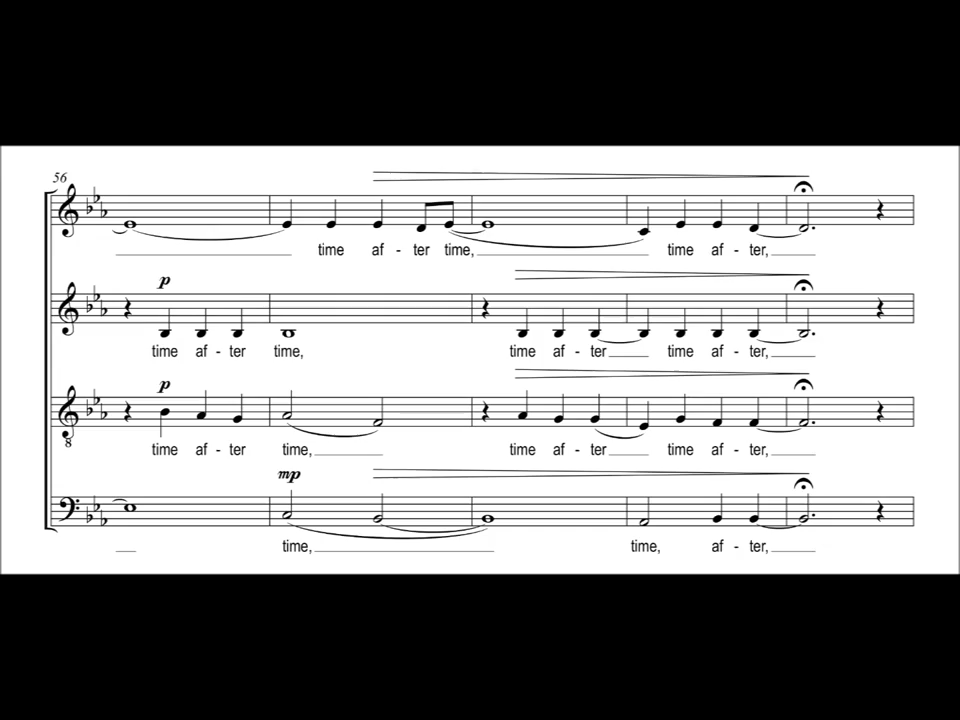 56
time af - ter time, time af - ter,
p
time af - ter time, time af - ter time af - ter,
p
8
time af - ter time, time af - ter time af - ter,
mp
time, time, af - ter,